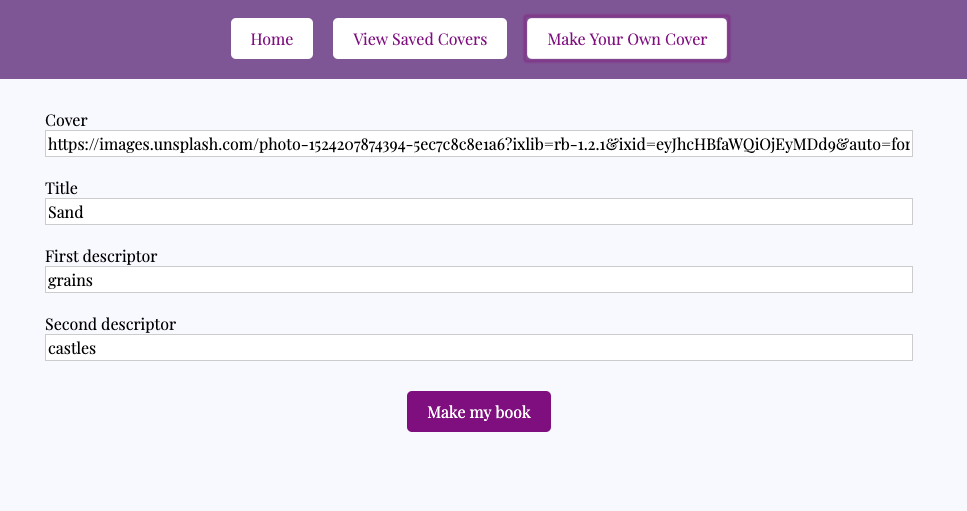 Home View Saved Covers Make Your Own Cover
Cover
https://images.unsplash.com/photo-1524207874394-5ec7c8c8e1a6?ixlib=rb-1.2.1&ixid=eyJhcHBfaWQiOjEyMDd9&auto=for
Title
Sand
First descriptor
grains
Second descriptor
castles
Make my book